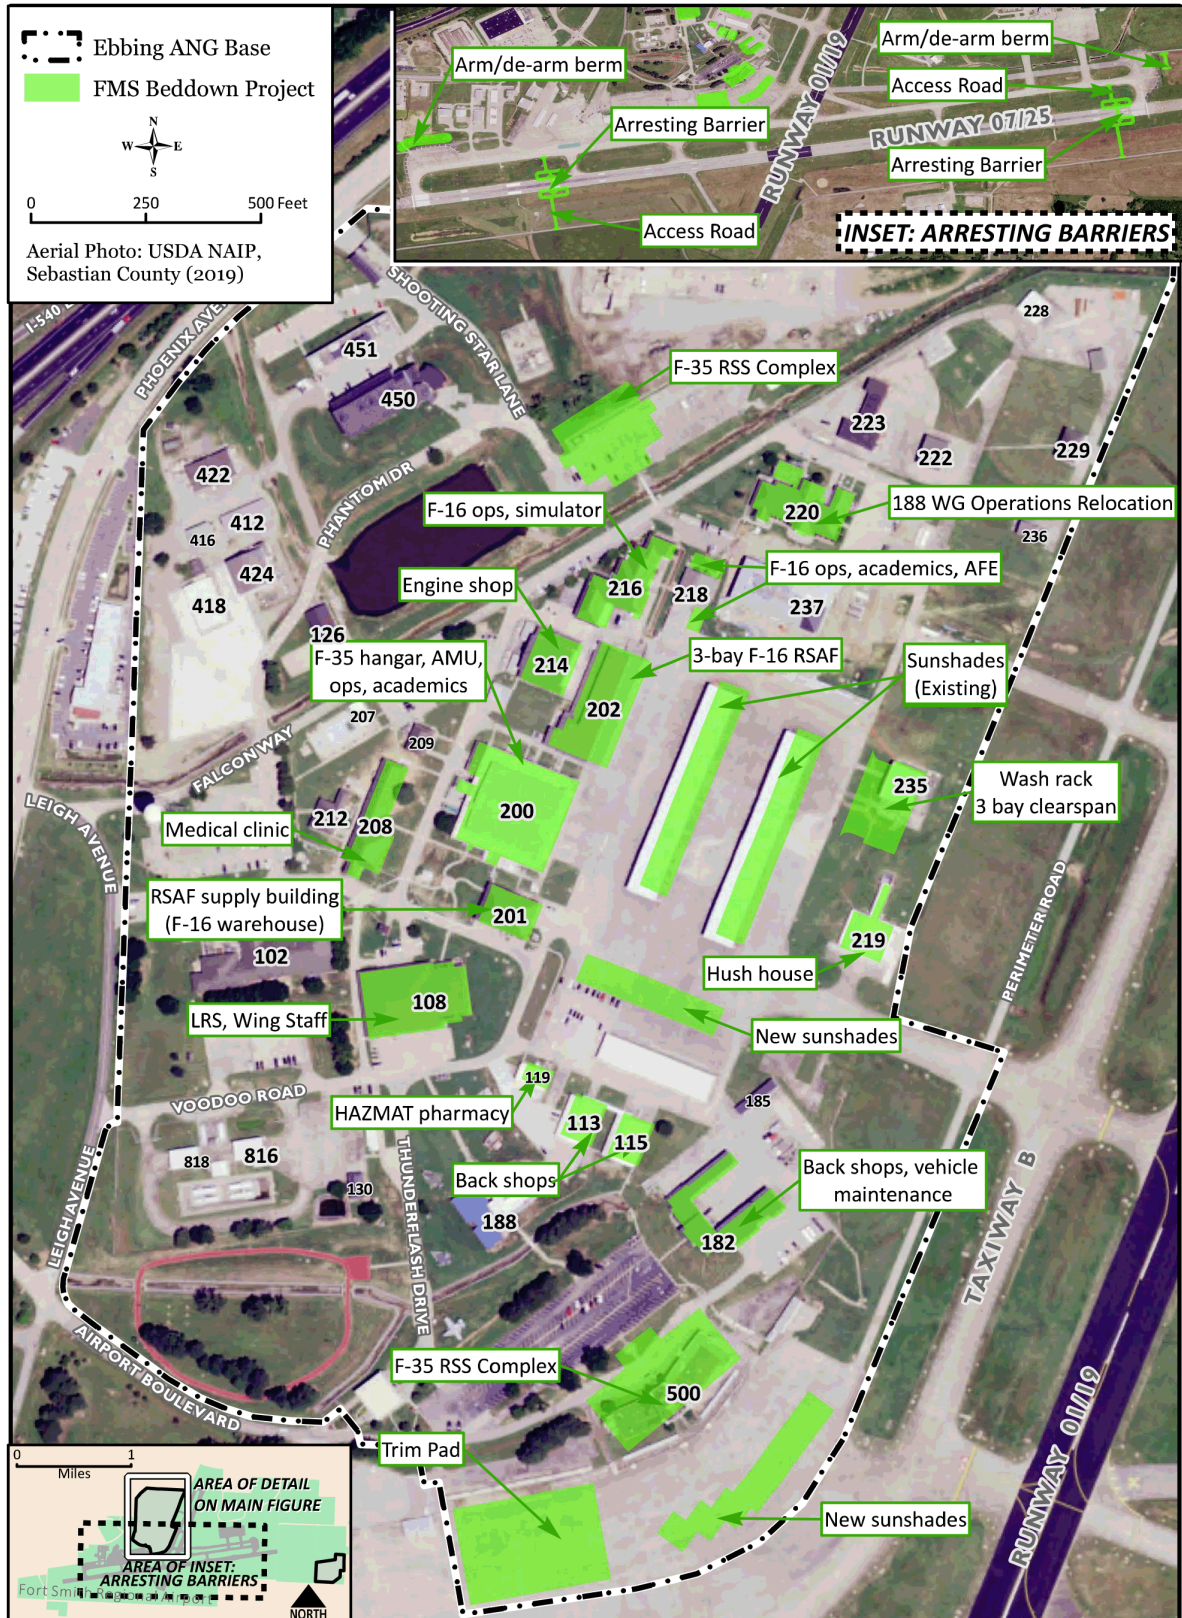 Ebbing ANG Base
FMS Beddown Project
N
W E
S
0 250 500 Feet
Aerial Photo: USDA NAIP,
Sebastian County (2019)
Arm/de-arm berm
Arresting Barrier
Access Road
RUNWAY 01/19
RUNWAY 07/25
Arm/de-arm berm
Access Road
Arresting Barrier
INSET: ARRESTING BARRIERS
I-540
PHOENIX AVE
SHOOTING STAR LANE
228
451
450
F-35 RSS Complex
223
222
229
422
PHANTOM DR
F-16 ops, simulator
220
188 WG Operations Relocation
412
416
236
424
Engine shop
216
218
F-16 ops, academics, AFE
418
237
126
F-35 hangar, AMU,
ops, academics
214
3-bay F-16 RSAF
Sunshades
(Existing)
202
207
209
FALCON WAY
LEIGH AVENUE
235
Wash rack
3 bay clearspan
212
208
200
Medical clinic
RSAF supply building
(F-16 warehouse)
201
PERIMETER ROAD
219
102
Hush house
108
LRS, Wing Staff
New sunshades
119
185
VOODOO ROAD
HAZMAT pharmacy
113
115
818
816
THUNDERFLASH DRIVE
Back shops
Back shops, vehicle
maintenance
130
188
182
LEIGH AVENUE
TAXIWAY B
AIRPORT BOULEVARD
F-35 RSS Complex
500
RUNWAY 01/19
Trim Pad
New sunshades
0 1
Miles
AREA OF DETAIL
ON MAIN FIGURE
AREA OF INSET:
ARRESTING BARRIERS
Fort Smith Regional Airport
NORTH